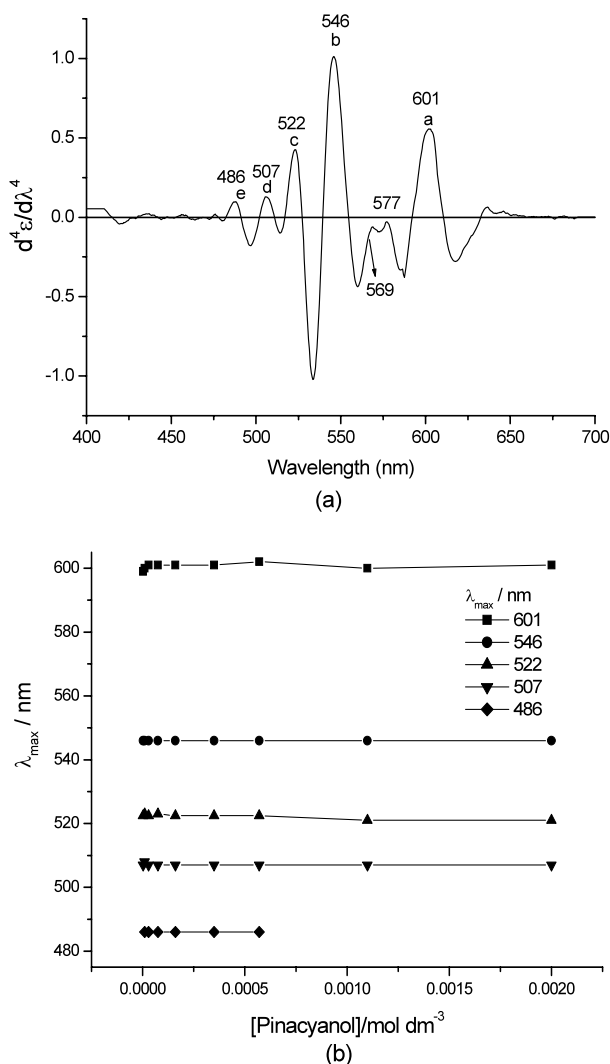 546
b
601
a
522
c
507
d
486
e
577
569
1.0
0.5
0.0
-0.5
-1.0
d⁴ε/dλ⁴
400 450 500 550 600 650 700
Wavelength (nm)
(a)
600
580
560
540
520
500
480
λmax / nm
λmax / nm
601
546
522
507
486
0.0000 0.0005 0.0010 0.0015 0.0020
[Pinacyanol]/mol dm⁻³
(b)